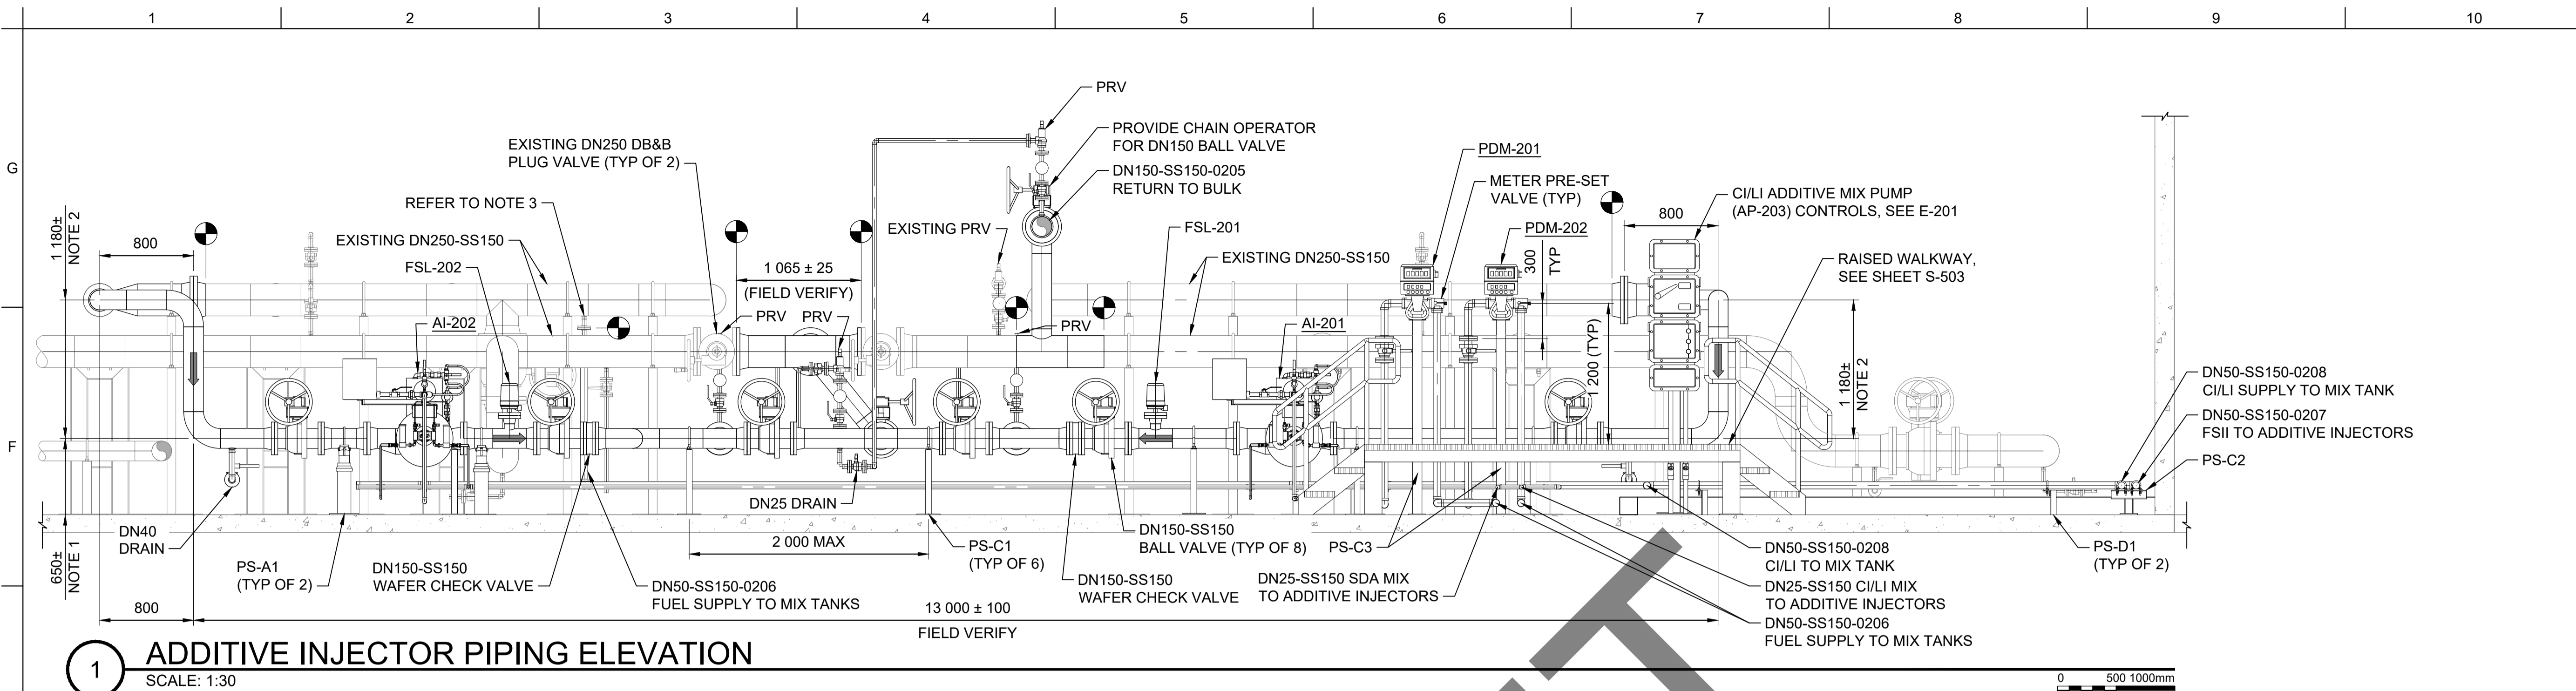 1 2 3 4 5 6 7 8 9 10
G
F
PRV
PROVIDE CHAIN OPERATOR
FOR DN150 BALL VALVE
DN150-SS150-0205
RETURN TO BULK
EXISTING DN250 DB&B
PLUG VALVE (TYP OF 2)
REFER TO NOTE 3
EXISTING DN250-SS150
FSL-202
AI-202
1 180±
NOTE 2
800
1 065 ± 25
(FIELD VERIFY)
PRV
PRV
EXISTING PRV
PRV
FSL-201
EXISTING DN250-SS150
AI-201
PDM-201
METER PRE-SET
VALVE (TYP)
PDM-202
300
TYP
1 200 (TYP)
800
CI/LI ADDITIVE MIX PUMP
(AP-203) CONTROLS, SEE E-201
RAISED WALKWAY,
SEE SHEET S-503
1 180±
NOTE 2
DN50-SS150-0208
CI/LI SUPPLY TO MIX TANK
DN50-SS150-0207
FSII TO ADDITIVE INJECTORS
PS-C2
DN40
DRAIN
650±
NOTE 1
PS-A1
(TYP OF 2)
DN150-SS150
WAFER CHECK VALVE
DN50-SS150-0206
FUEL SUPPLY TO MIX TANKS
DN25 DRAIN
2 000 MAX
PS-C1
(TYP OF 6)
DN150-SS150
BALL VALVE (TYP OF 8)
DN150-SS150
WAFER CHECK VALVE
PS-C3
DN25-SS150 SDA MIX
TO ADDITIVE INJECTORS
DN50-SS150-0208
CI/LI TO MIX TANK
DN25-SS150 CI/LI MIX
TO ADDITIVE INJECTORS
DN50-SS150-0206
FUEL SUPPLY TO MIX TANKS
PS-D1
(TYP OF 2)
800
13 000 ± 100
FIELD VERIFY
1
ADDITIVE INJECTOR PIPING ELEVATION
SCALE: 1:30
0 500 1000mm